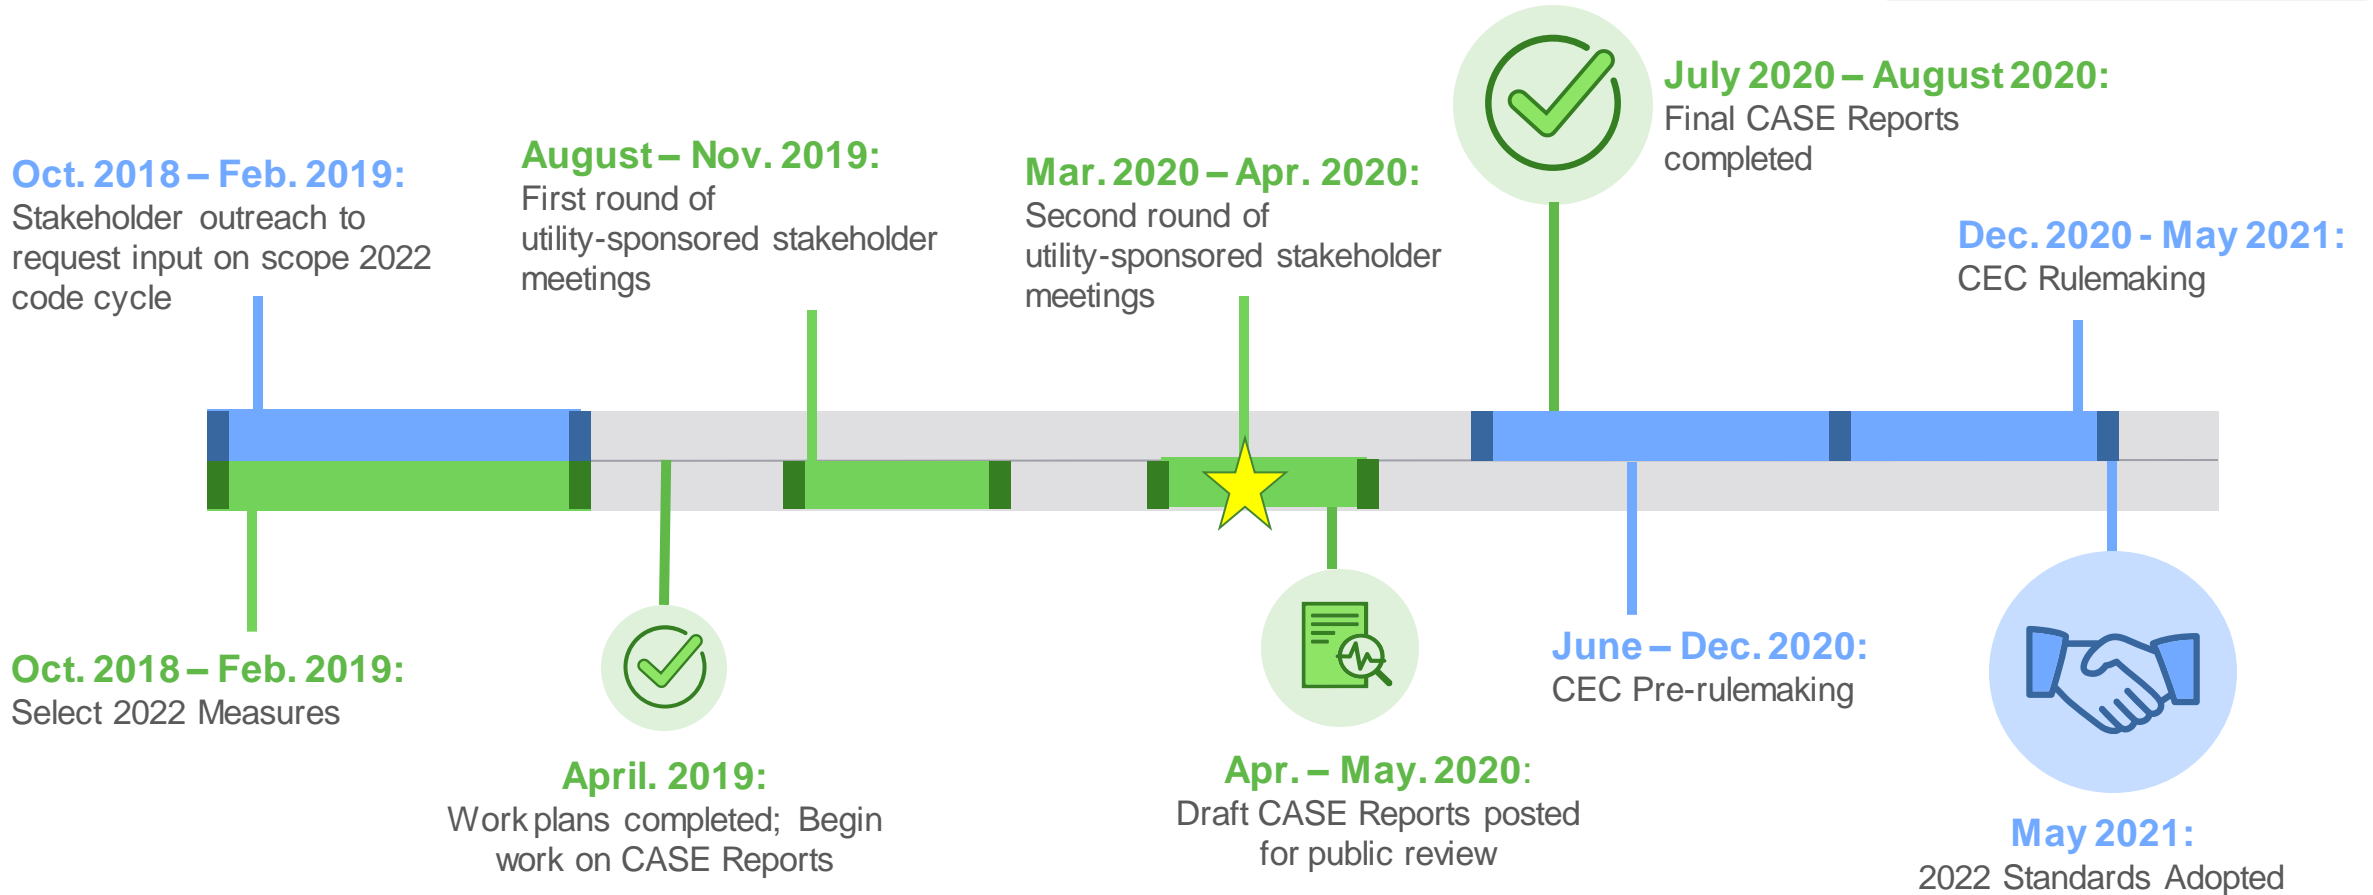 Oct. 2018 – Feb. 2019:
Stakeholder outreach to
request input on scope 2022
code cycle
August – Nov. 2019:
First round of
utility-sponsored stakeholder
meetings
Mar. 2020 – Apr. 2020:
Second round of
utility-sponsored stakeholder
meetings
July 2020 – August 2020:
Final CASE Reports
completed
Dec. 2020 - May 2021:
CEC Rulemaking
Oct. 2018 – Feb. 2019:
Select 2022 Measures
April. 2019:
Work plans completed; Begin
work on CASE Reports
Apr. – May. 2020:
Draft CASE Reports posted
for public review
June – Dec. 2020:
CEC Pre-rulemaking
May 2021:
2022 Standards Adopted